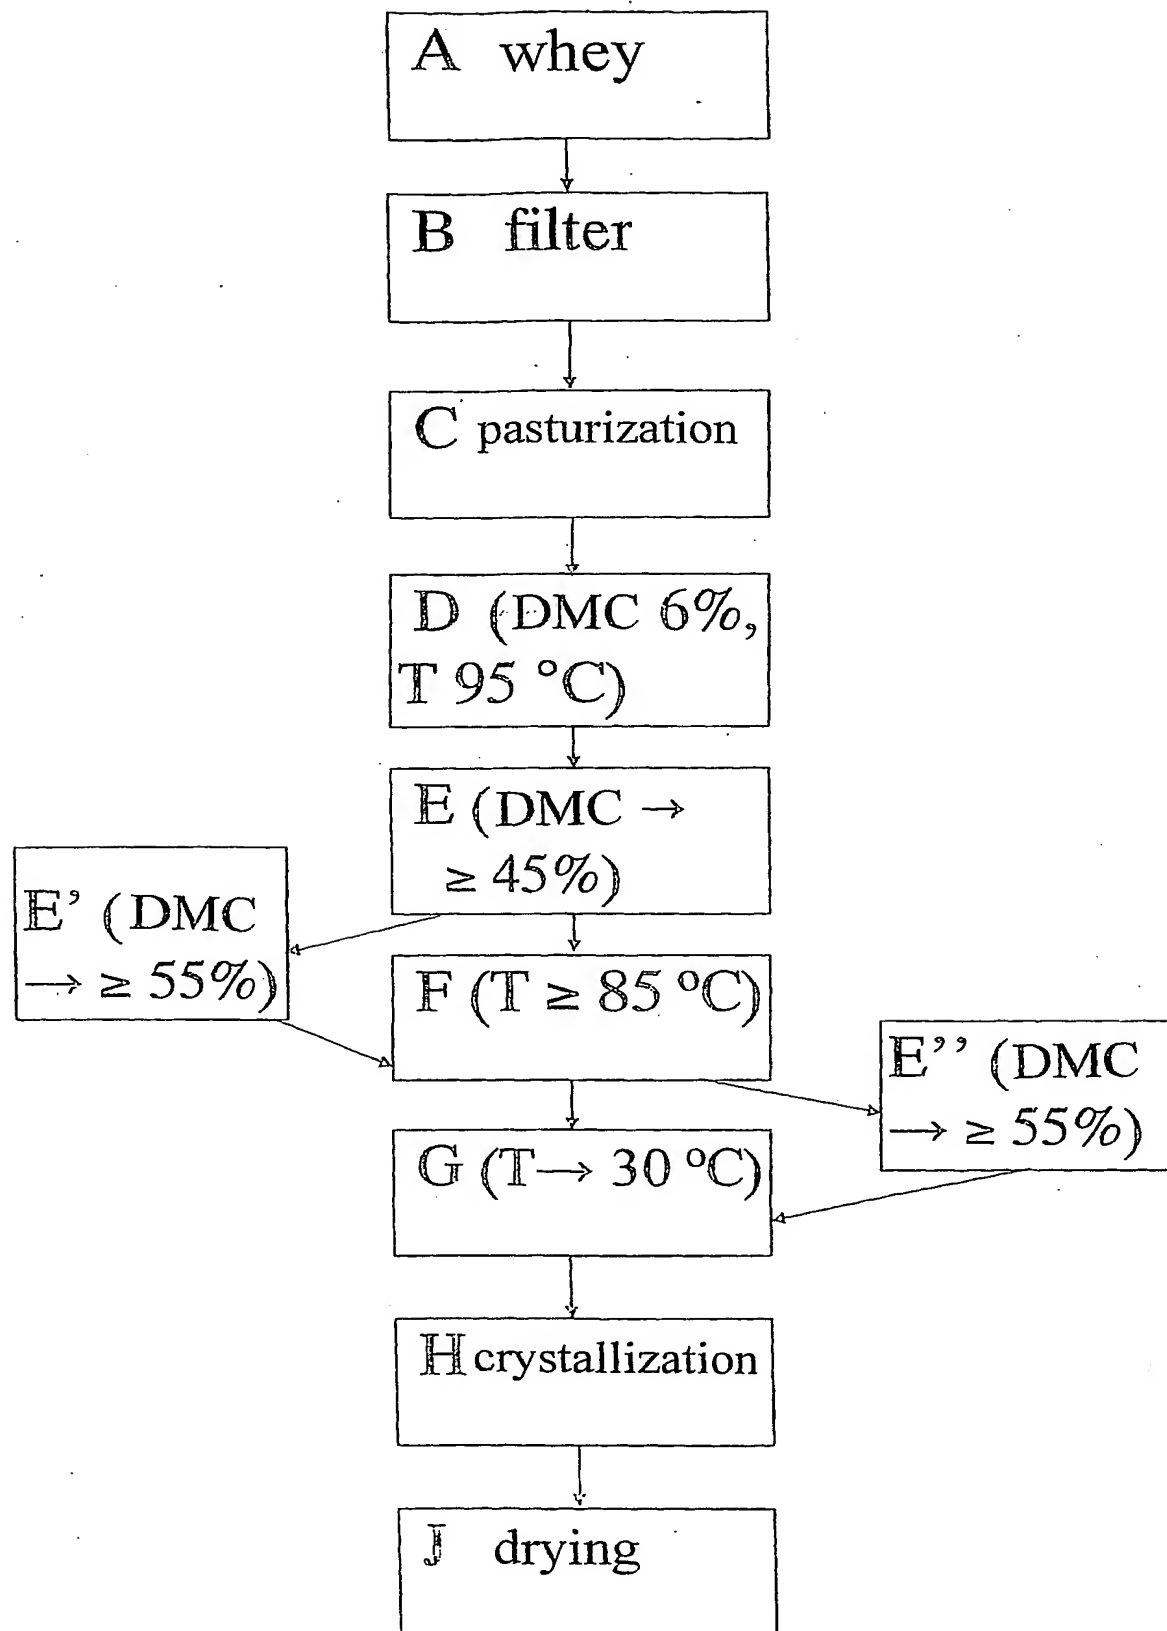 A whey
B filter
C pasturization
D (DMC 6%,
T 95 °C)
E (DMC →
≥ 45%)
E’ (DMC
→ ≥ 55%)
F (T ≥ 85 °C)
E’’ (DMC
→ ≥ 55%)
G (T→ 30 °C)
H crystallization
J drying